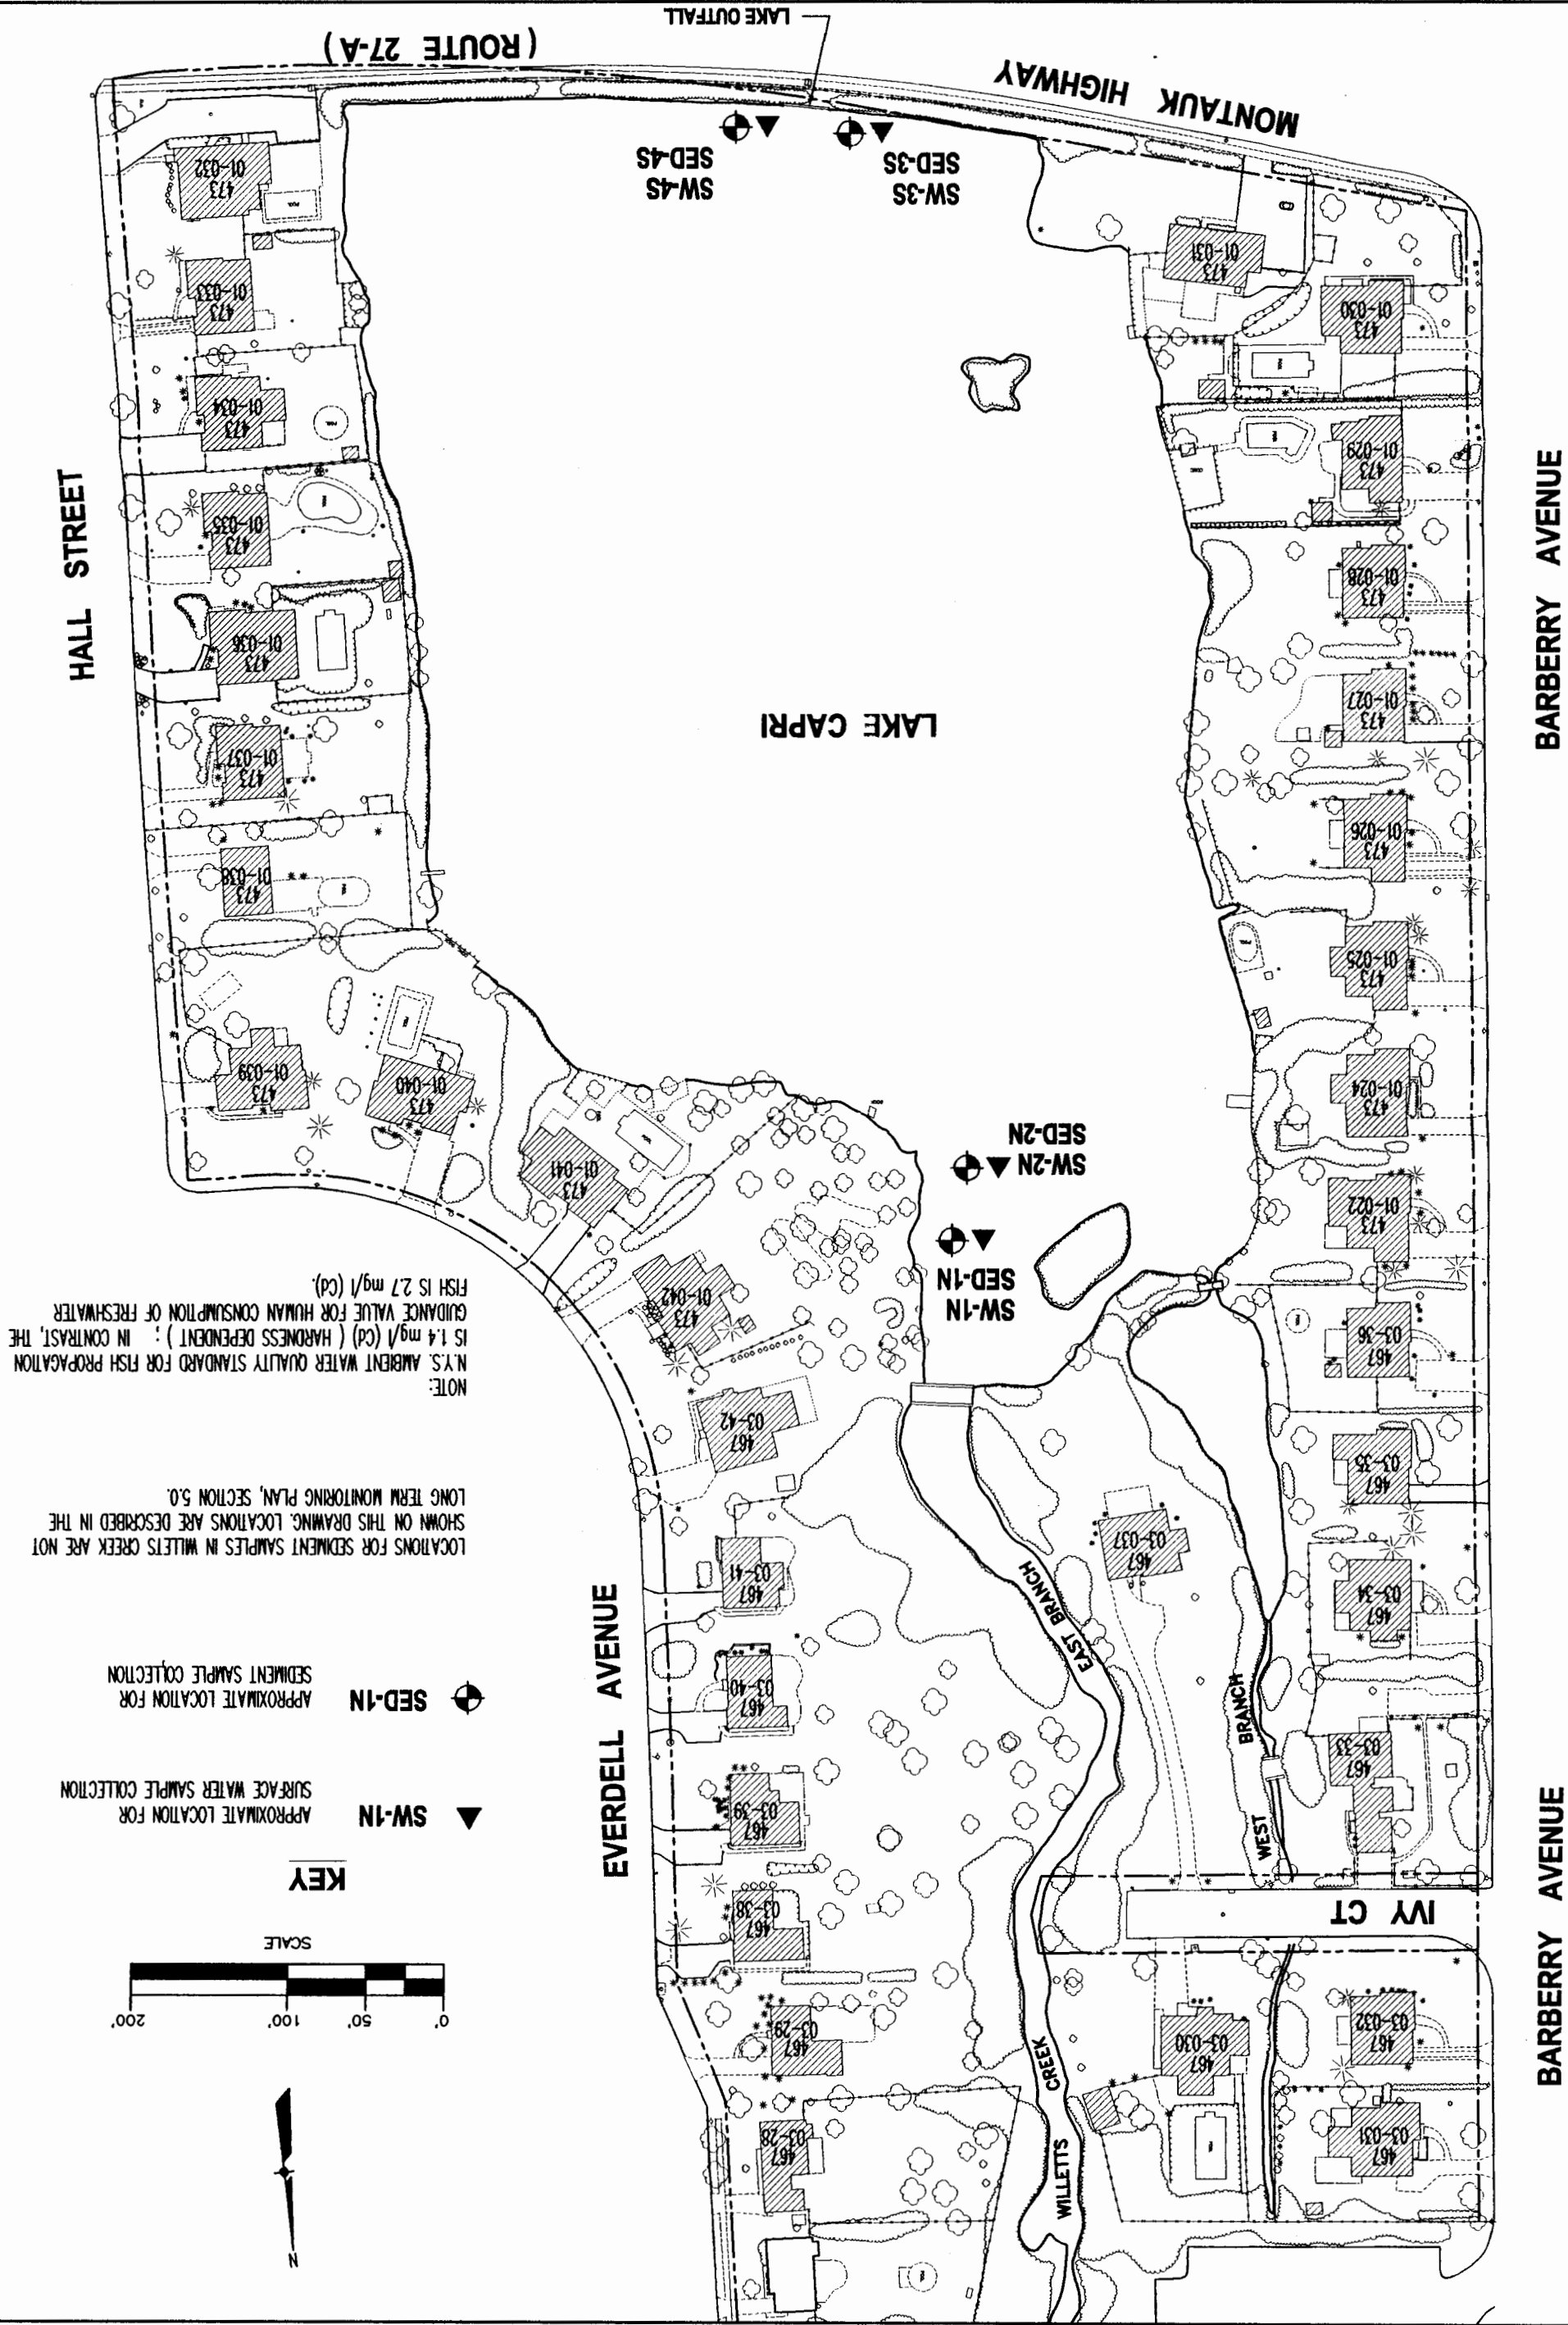 N
0' 50' 100' 200'
SCALE
KEY
SW-1N
APPROXIMATE LOCATION FOR
SURFACE WATER SAMPLE COLLECTION
SED-1N
APPROXIMATE LOCATION FOR
SEDIMENT SAMPLE COLLECTION
LOCATIONS FOR SEDIMENT SAMPLES IN WILLETS CREEK ARE NOT
SHOWN ON THIS DRAWING. LOCATIONS ARE DESCRIBED IN THE
LONG TERM MONITORING PLAN, SECTION 5.0.
NOTE:
N.Y.S. AMBIENT WATER QUALITY STANDARD FOR FISH PROPAGATION
IS 1.4 mg/l (Cd) ( HARDNESS DEPENDENT ) ; IN CONTRAST, THE
GUIDANCE VALUE FOR HUMAN CONSUMPTION OF FRESHWATER
FISH IS 2.7 mg/l (Cd).
BARBERRY AVENUE
BARBERRY AVENUE
IVY CT
EVERDELL AVENUE
HALL STREET
MONTAUK HIGHWAY
( ROUTE 27-A )
LAKE OUTFALL
LAKE CAPRI
WILLETTS CREEK
WEST BRANCH
EAST BRANCH
SW-1N
SED-1N
SW-2N
SED-2N
SW-3S
SED-3S
SW-4S
SED-4S
467
03-031
467
03-032
467
03-030
467
03-33
467
03-34
467
03-35
467
03-36
467
03-037
473
01-022
473
01-024
473
01-025
473
01-026
473
01-027
473
01-028
473
01-029
473
01-030
473
01-031
467
03-28
467
03-29
467
03-38
467
03-39
467
03-40
467
03-41
467
03-42
473
01-042
473
01-041
473
01-040
473
01-039
473
01-038
473
01-037
473
01-036
473
01-035
473
01-034
473
01-033
473
01-032